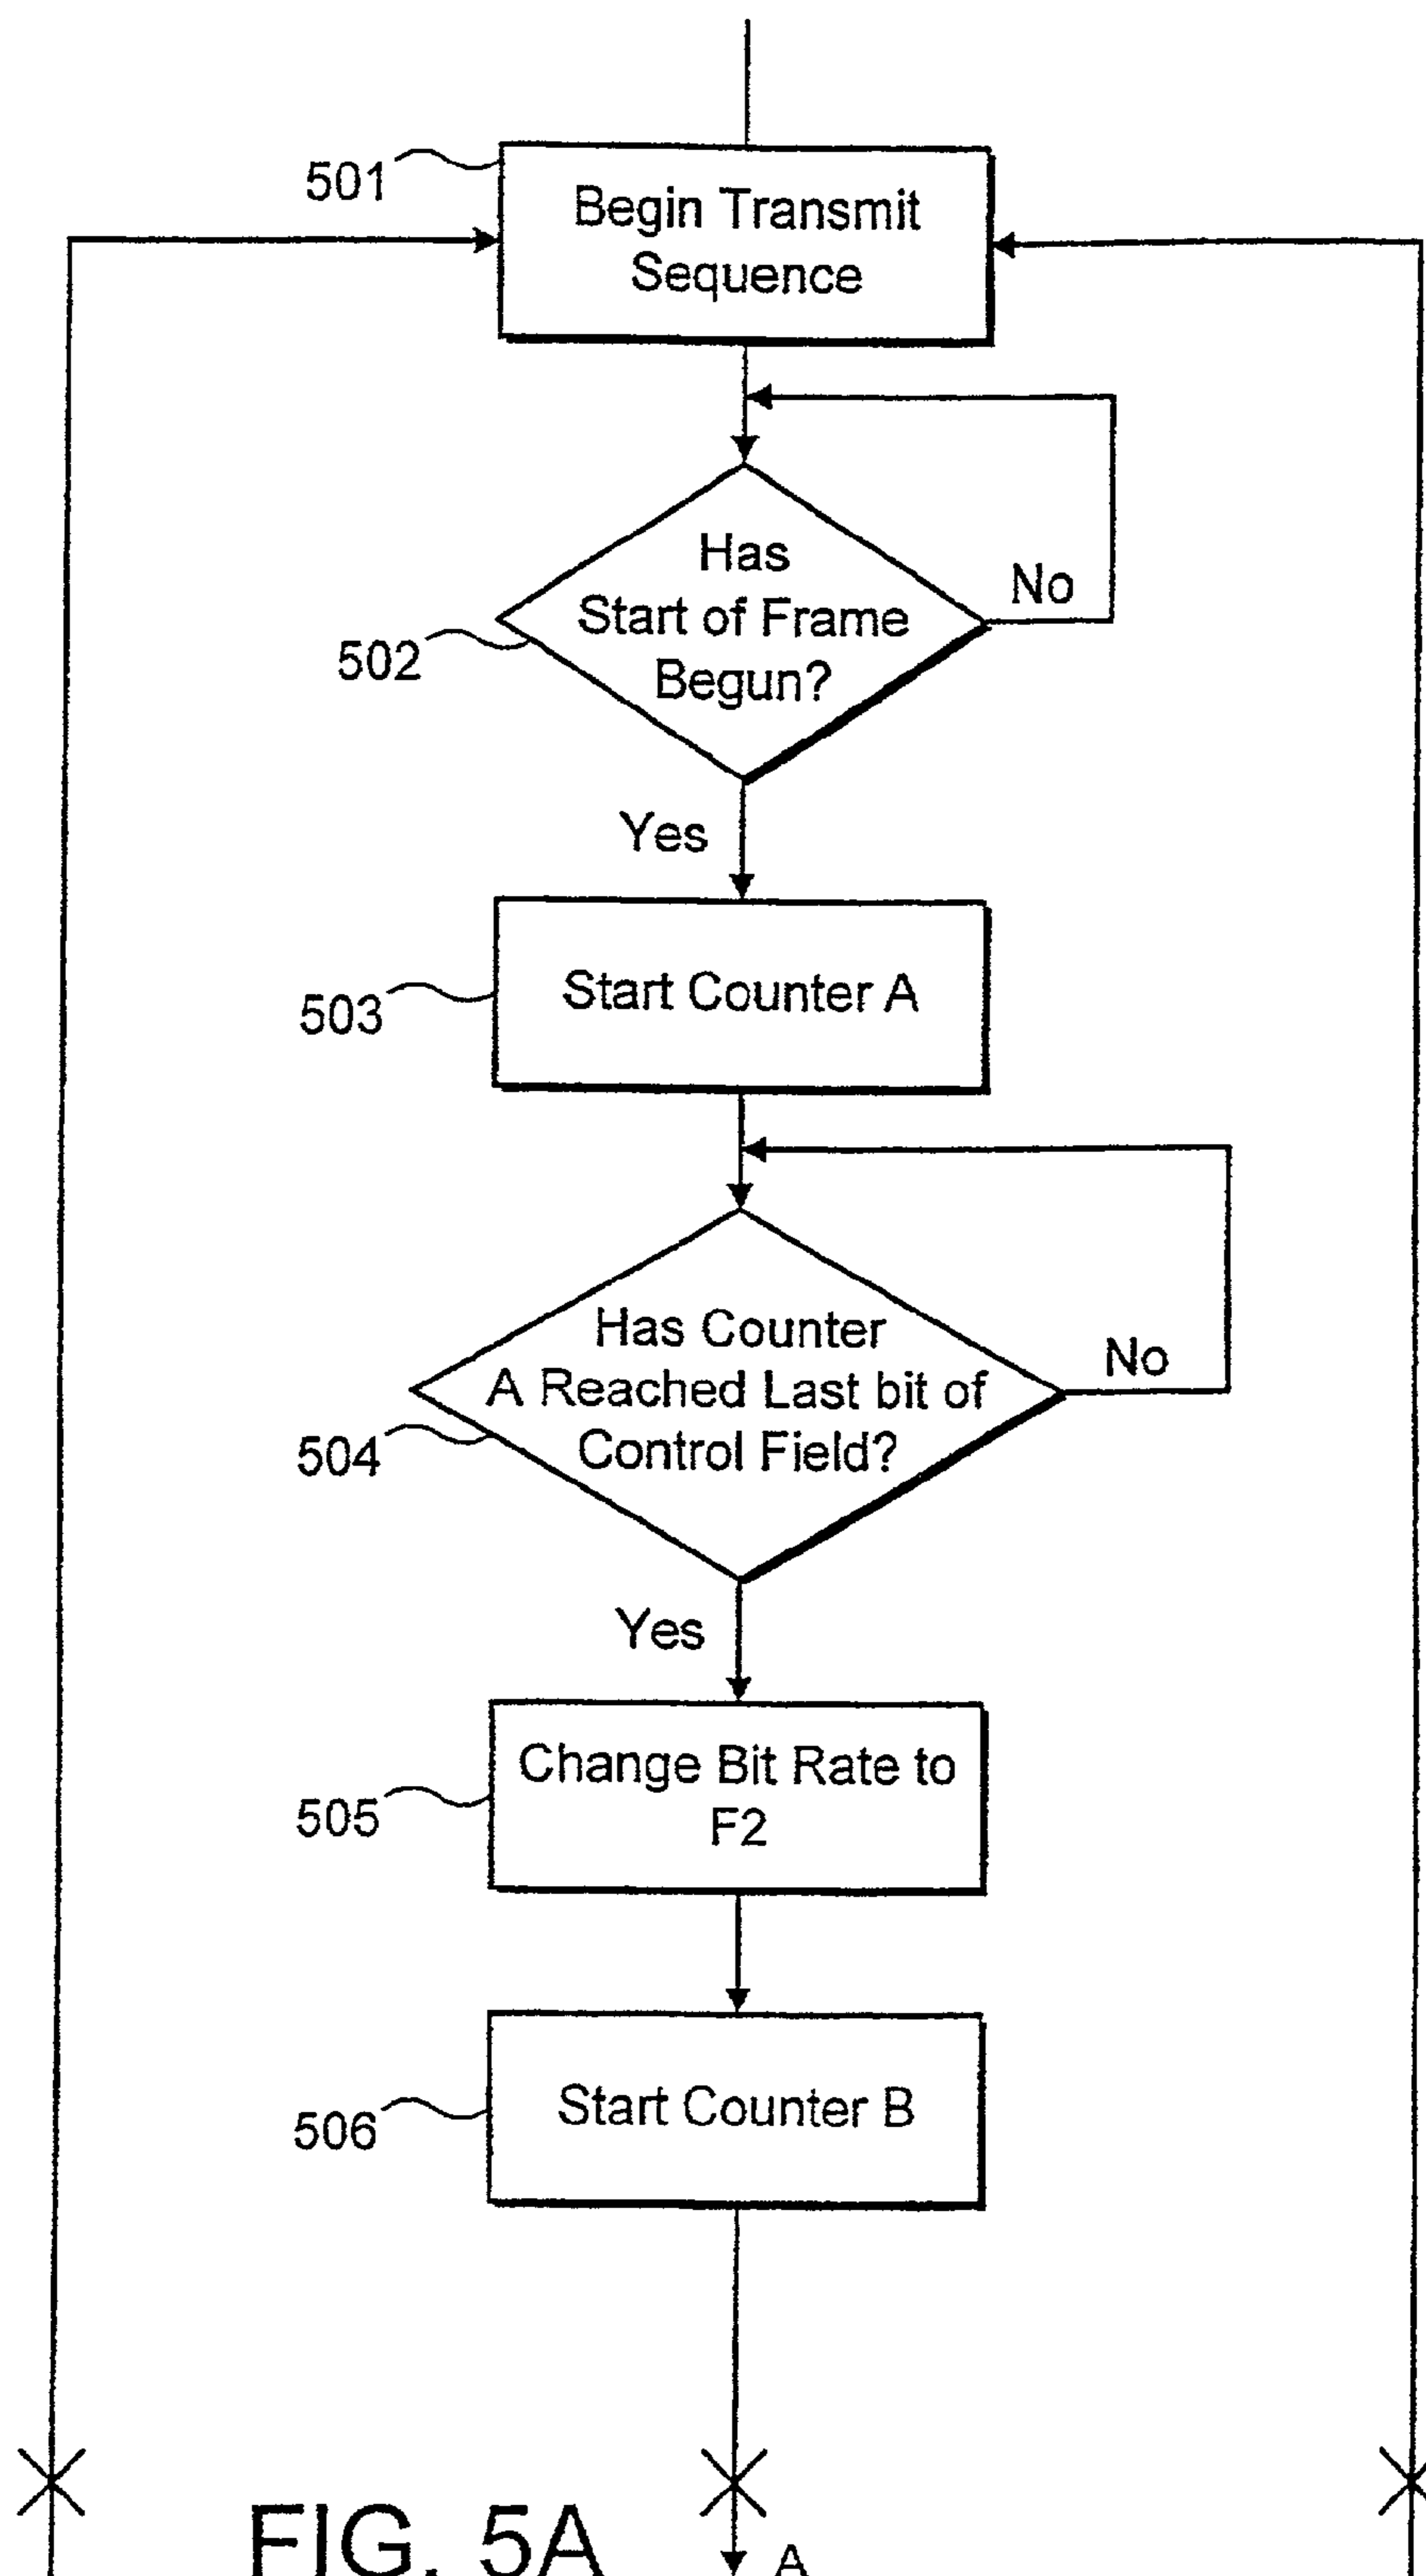 501
Begin Transmit
Sequence
Has
Start of Frame
Begun?
No
502
Yes
503
Start Counter A
Has Counter
A Reached Last bit of
Control Field?
No
504
Yes
505
Change Bit Rate to
F2
506
Start Counter B
FIG. 5A
A